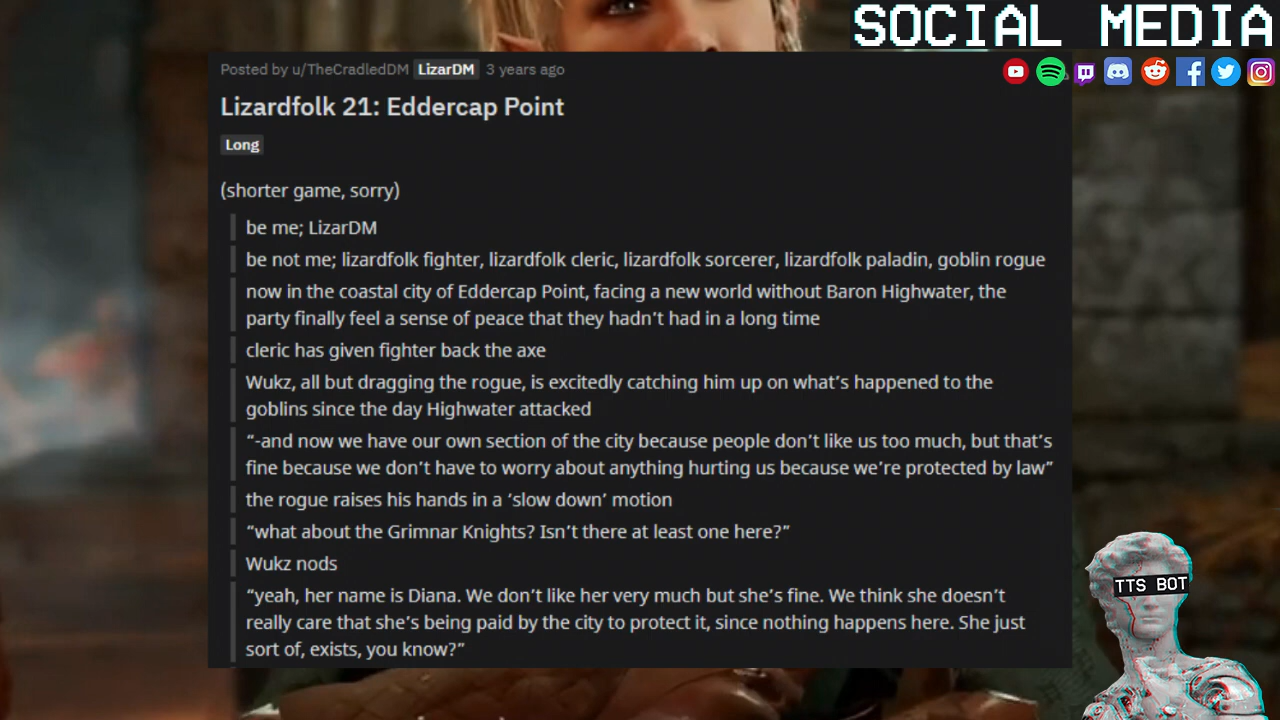 SOCIAL MEDIA
Posted by u/TheCradledDM LizarDM 3 years ago
Lizardfolk 21: Eddercap Point
Long
(shorter game, sorry)
be me; LizarDM
be not me; lizardfolk fighter, lizardfolk cleric, lizardfolk sorcerer, lizardfolk paladin, goblin rogue
now in the coastal city of Eddercap Point, facing a new world without Baron Highwater, the
party finally feel a sense of peace that they hadn’t had in a long time
cleric has given fighter back the axe
Wukz, all but dragging the rogue, is excitedly catching him up on what’s happened to the
goblins since the day Highwater attacked
“-and now we have our own section of the city because people don’t like us too much, but that’s
fine because we don’t have to worry about anything hurting us because we’re protected by law”
the rogue raises his hands in a ‘slow down’ motion
“what about the Grimnar Knights? Isn’t there at least one here?”
Wukz nods
“yeah, her name is Diana. We don’t like her very much but she’s fine. We think she doesn’t
really care that she’s being paid by the city to protect it, since nothing happens here. She just
sort of, exists, you know?”
TTS BOT